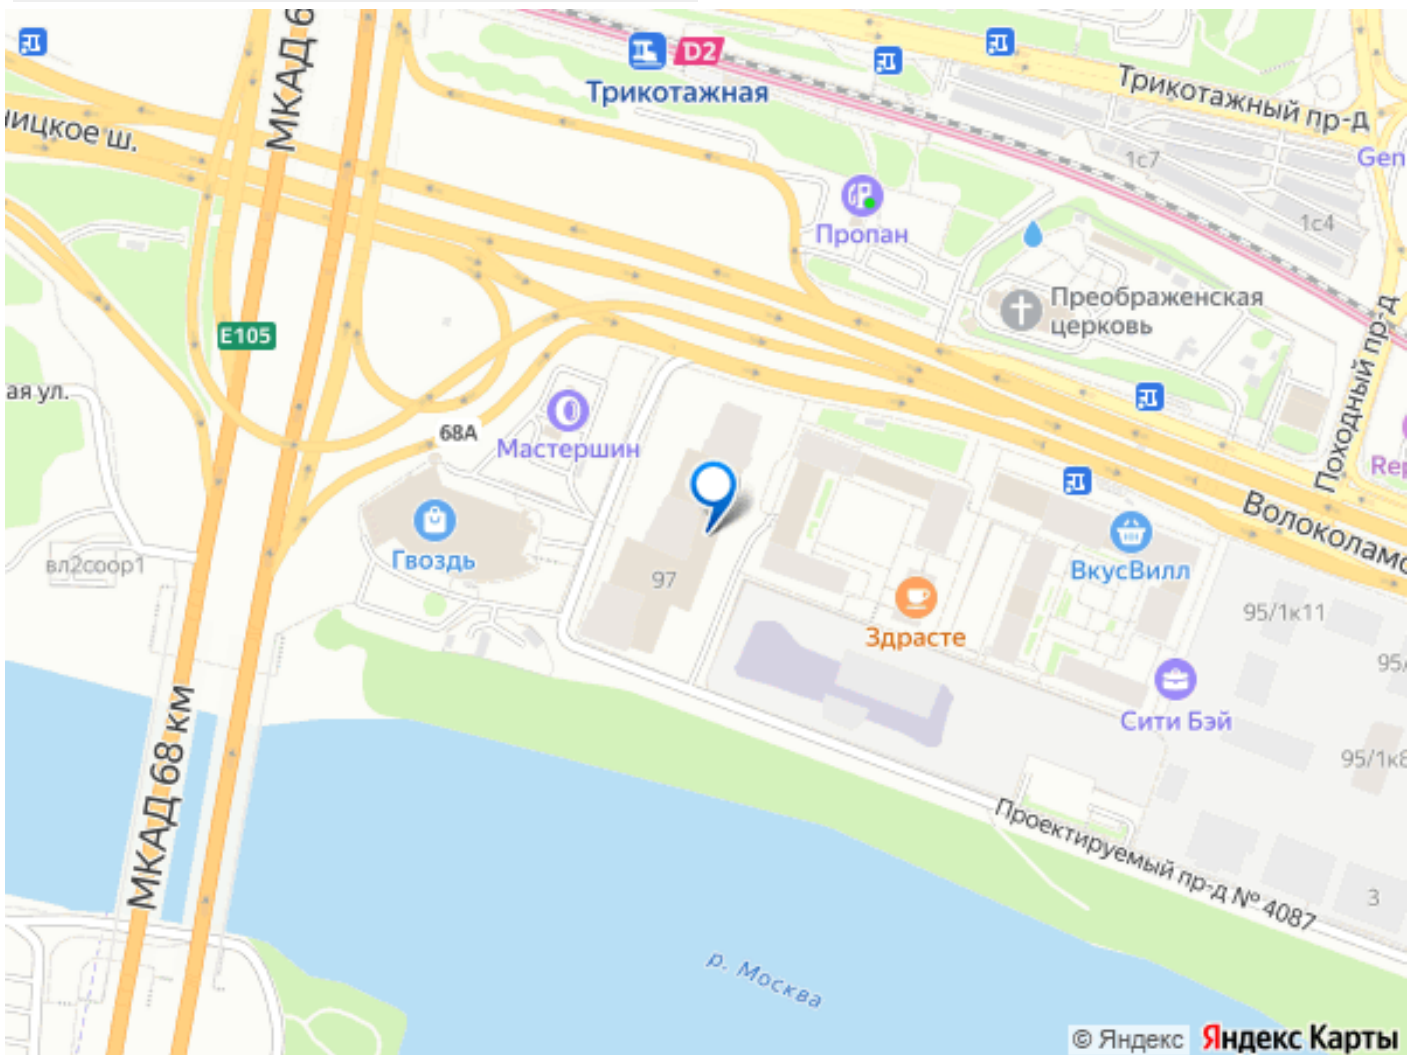 МКАД 6
D2
Трикотажная
Трикотажный пр-д
ницкое ш.
1с7
Gen
1с4
Пропан
Преображенская
церковь
E105
Походный пр-д
ая ул.
68А
Мастершин
Rep
Волоколамс
Гвоздь
97
ВкусВилл
вл2соор1
Здрасте
95/1к11
95/
Сити Бэй
95/1к8
МКАД 68 км
Проектируемый пр-д № 4087
3
р. Москва
© Яндекс Яндекс Карты